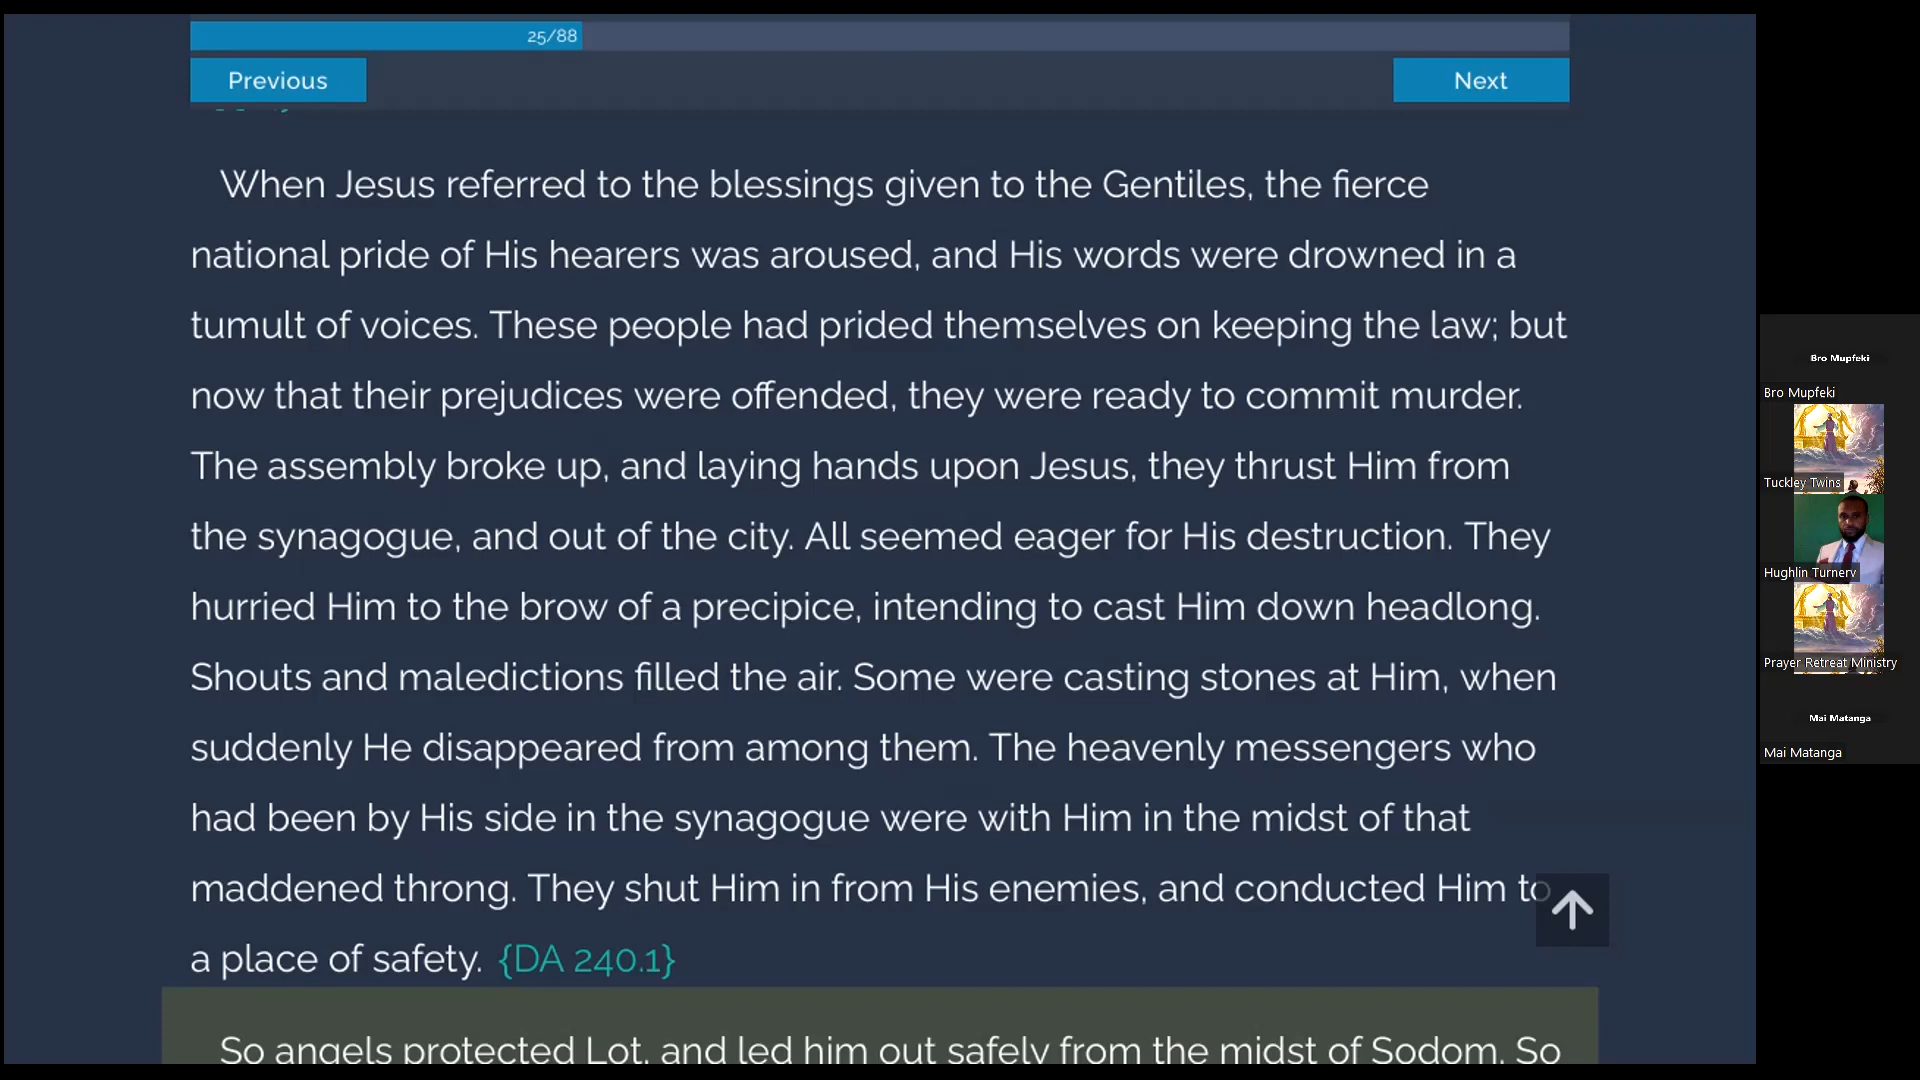 25/88
Previous
Next
When Jesus referred to the blessings given to the Gentiles, the fierce
national pride of His hearers was aroused, and His words were drowned in a
tumult of voices. These people had prided themselves on keeping the law; but
now that their prejudices were offended, they were ready to commit murder.
The assembly broke up, and laying hands upon Jesus, they thrust Him from
the synagogue, and out of the city. All seemed eager for His destruction. They
hurried Him to the brow of a precipice, intending to cast Him down headlong.
Shouts and maledictions filled the air. Some were casting stones at Him, when
suddenly He disappeared from among them. The heavenly messengers who
had been by His side in the synagogue were with Him in the midst of that
maddened throng. They shut Him in from His enemies, and conducted Him to
a place of safety. {DA 240.1}
So angels protected Lot, and led him out safely from the midst of Sodom. So
Bro Mupfeki
Bro Mupfeki
Tuckley Twins
Hughlin Turnerv
Prayer Retreat Ministry
Mai Matanga
Mai Matanga